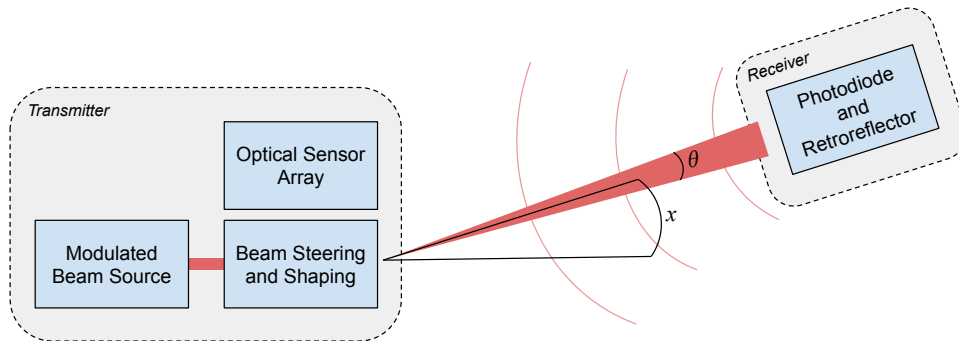 Transmitter
Optical Sensor
Array
Modulated
Beam Source
Beam Steering
and Shaping
θ
x
Receiver
Photodiode
and
Retroreflector